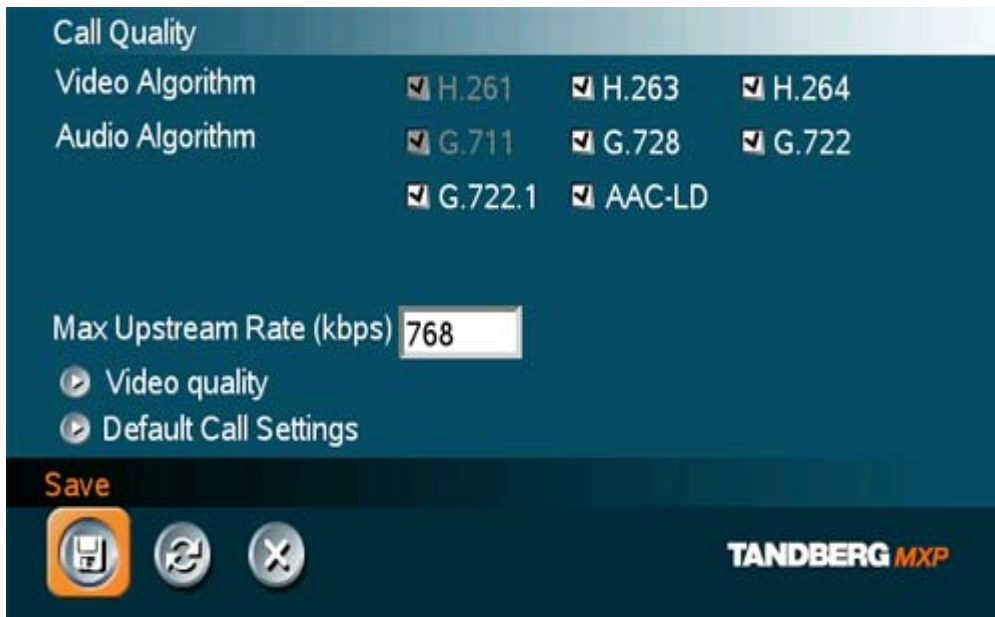 Call Quality
Video Algorithm H.261 H.263 H.264
Audio Algorithm G.711 G.728 G.722
G.722.1 AAC-LD
Max Upstream Rate (kbps) 768
Video quality
Default Call Settings
Save
TANDBERG MXP